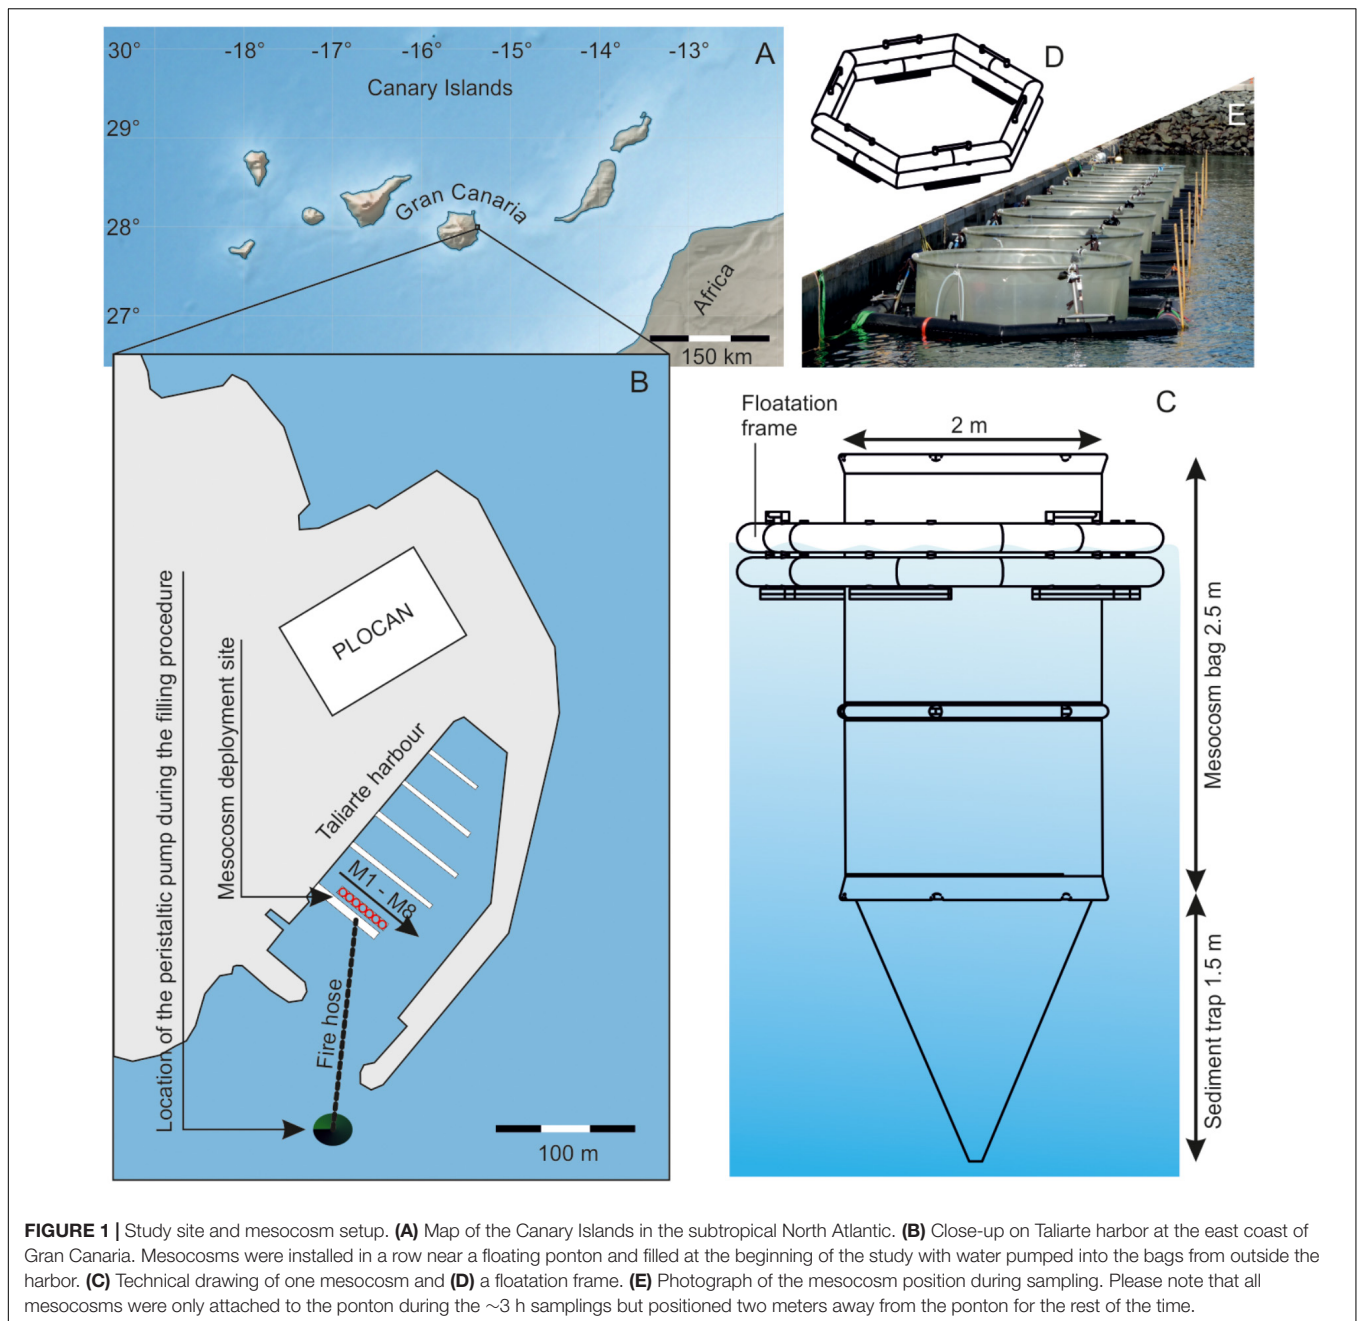 30°
-18°
-17°
-16°
-15°
-14°
-13°
A
Canary Islands
29°
28°
27°
Gran Canaria
Africa
150 km
D
E
B
PLOCAN
Location of the peristaltic pump during the filling procedure
Mesocosm deployment site
Taliarte harbour
M1 - M8
Fire hose
100 m
C
Floatation
frame
2 m
Mesocosm bag 2.5 m
Sediment trap 1.5 m
FIGURE 1 | Study site and mesocosm setup. (A) Map of the Canary Islands in the subtropical North Atlantic. (B) Close-up on Taliarte harbor at the east coast of
Gran Canaria. Mesocosms were installed in a row near a floating ponton and filled at the beginning of the study with water pumped into the bags from outside the
harbor. (C) Technical drawing of one mesocosm and (D) a floatation frame. (E) Photograph of the mesocosm position during sampling. Please note that all
mesocosms were only attached to the ponton during the ∼3 h samplings but positioned two meters away from the ponton for the rest of the time.